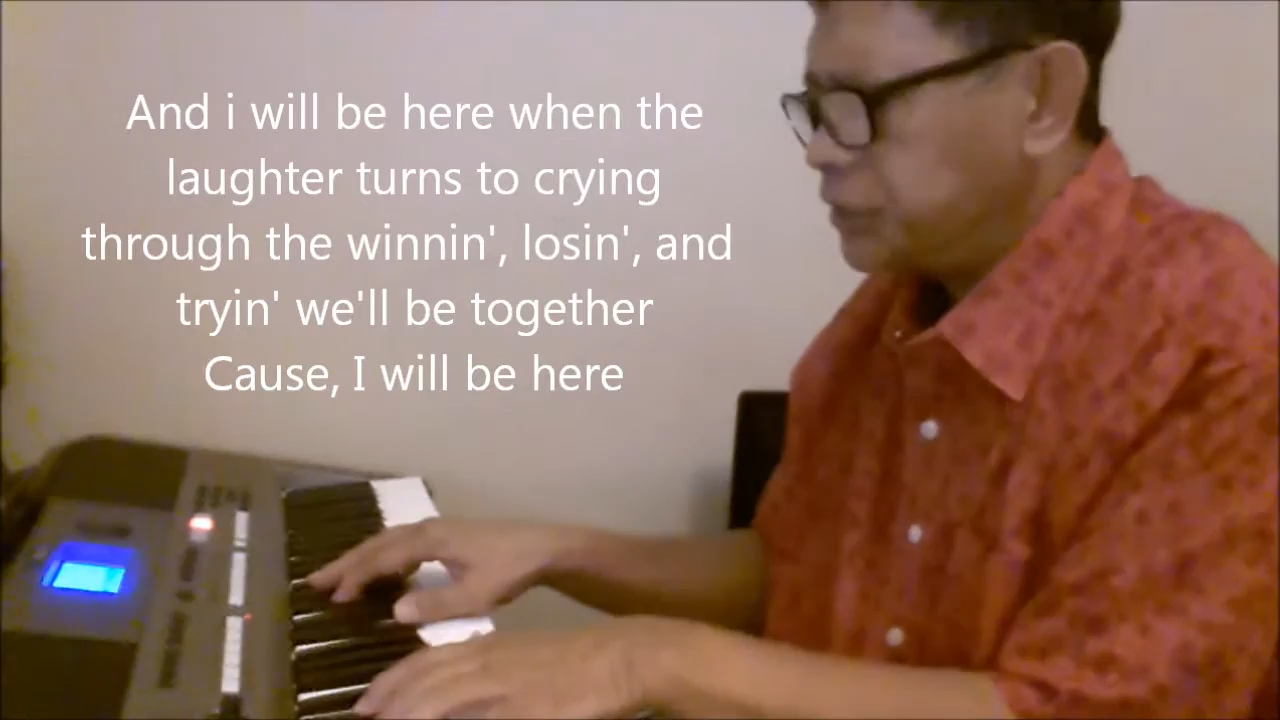 And i will be here when the
laughter turns to crying
through the winnin', losin', and
tryin' we'll be together
Cause, I will be here